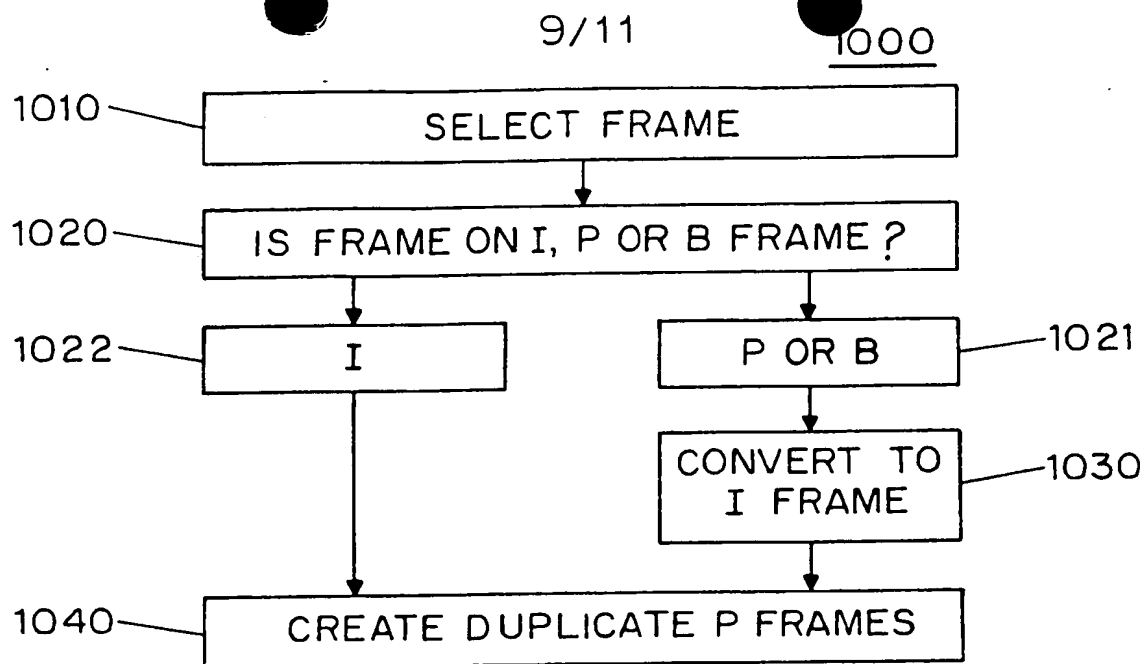 9/11
1000
1010
SELECT FRAME
1020
IS FRAME ON I, P OR B FRAME?
1022
I
P OR B
1021
CONVERT TO
I FRAME
1030
1040
CREATE DUPLICATE P FRAMES